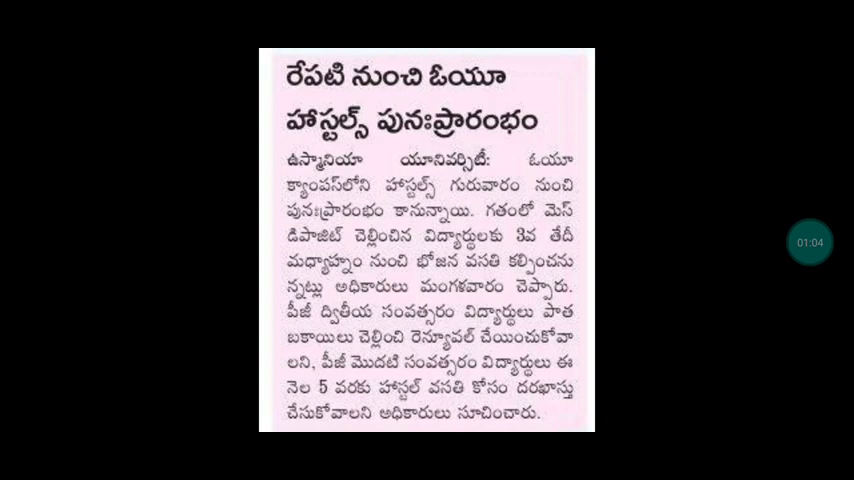 రేపటి నుంచి ఓయూ
హాస్టల్స్ పునఃప్రారంభం
ఉస్మానియా యూనివర్సిటీ: ఓయూ
క్యాంపస్‌లోని హాస్టల్స్ గురువారం నుంచి
పునఃప్రారంభం కానున్నాయి. గతంలో మెస్
డిపాజిట్ చెల్లించిన విద్యార్థులకు 3వ తేదీ
మధ్యాహ్నం నుంచి భోజన వసతి కల్పించను
న్నట్లు అధికారులు మంగళవారం చెప్పారు.
పీజీ ద్వితీయ సంవత్సరం విద్యార్థులు పాత
బకాయిలు చెల్లించి రెన్యూవల్ చేయించుకోవా
లని, పీజీ మొదటి సంవత్సరం విద్యార్థులు ఈ
నెల 5 వరకు హాస్టల్ వసతి కోసం దరఖాస్తు
చేసుకోవాలని అధికారులు సూచించారు.
01:04